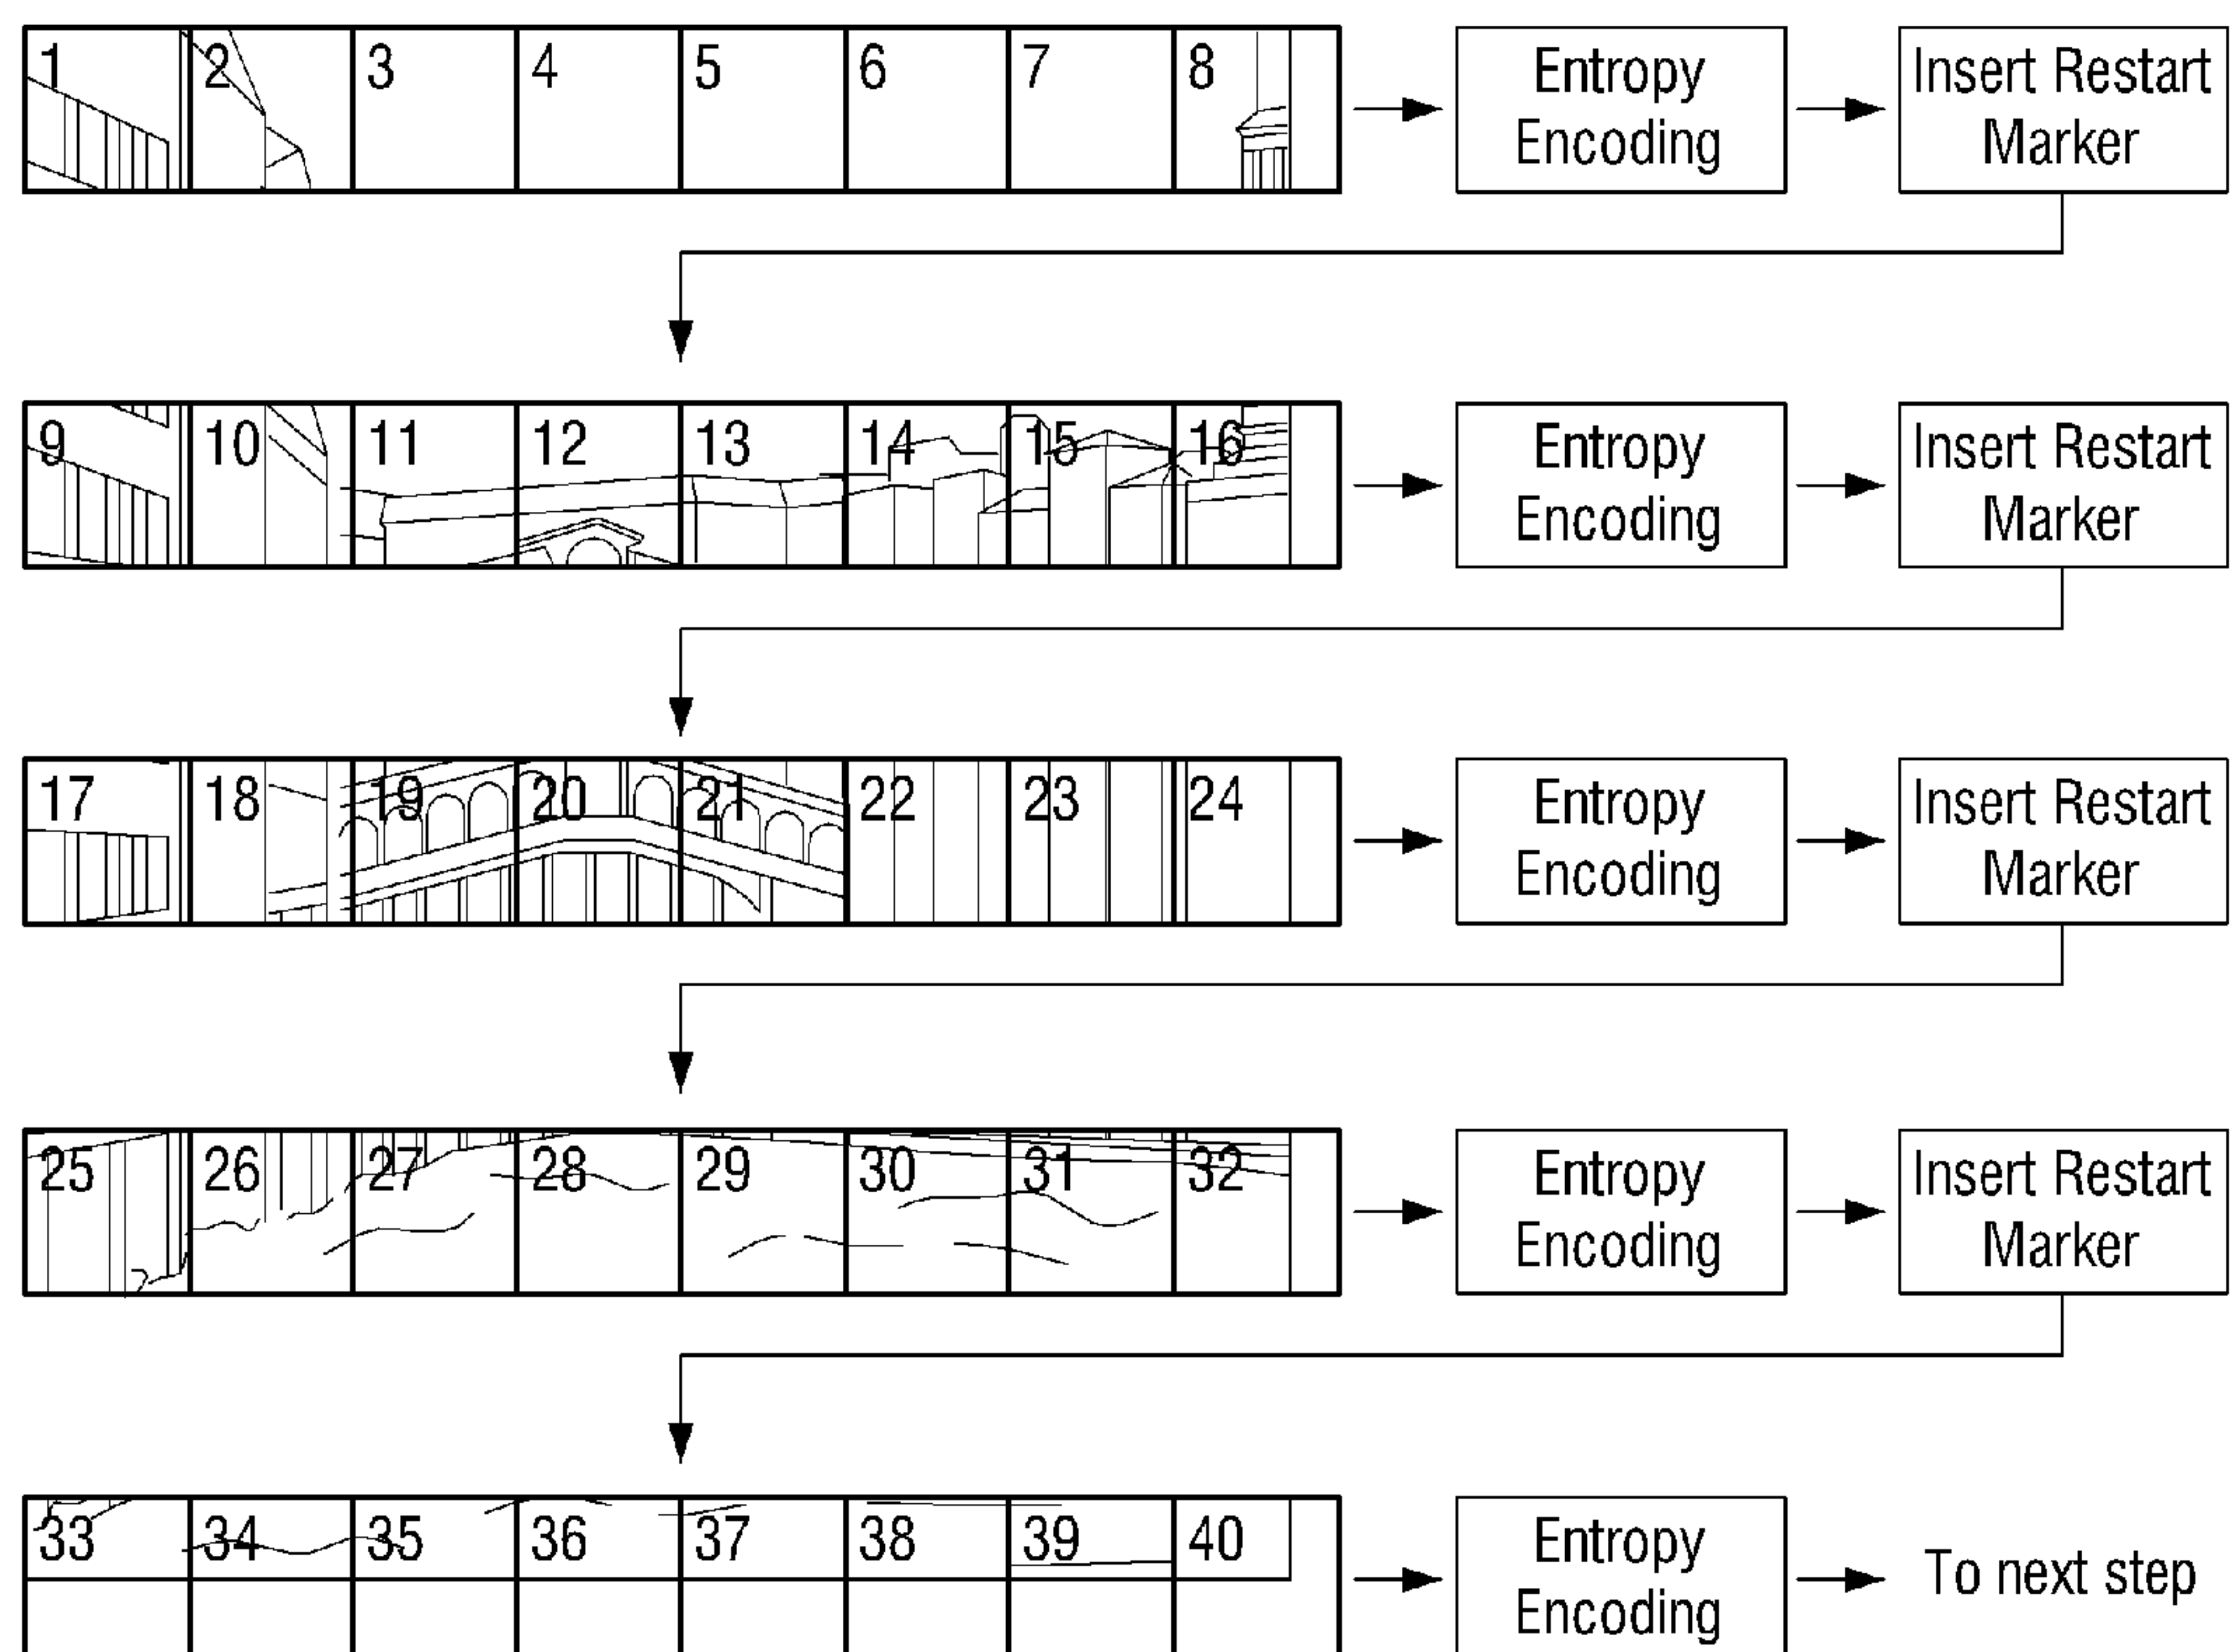 1 2 3 4 5 6 7 8
Entropy
Encoding
Insert Restart
Marker
9 10 11 12 13 14 15 16
Entropy
Encoding
Insert Restart
Marker
17 18 19 20 21 22 23 24
Entropy
Encoding
Insert Restart
Marker
25 26 27 28 29 30 31 32
Entropy
Encoding
Insert Restart
Marker
33 34 35 36 37 38 39 40
Entropy
Encoding
To next step